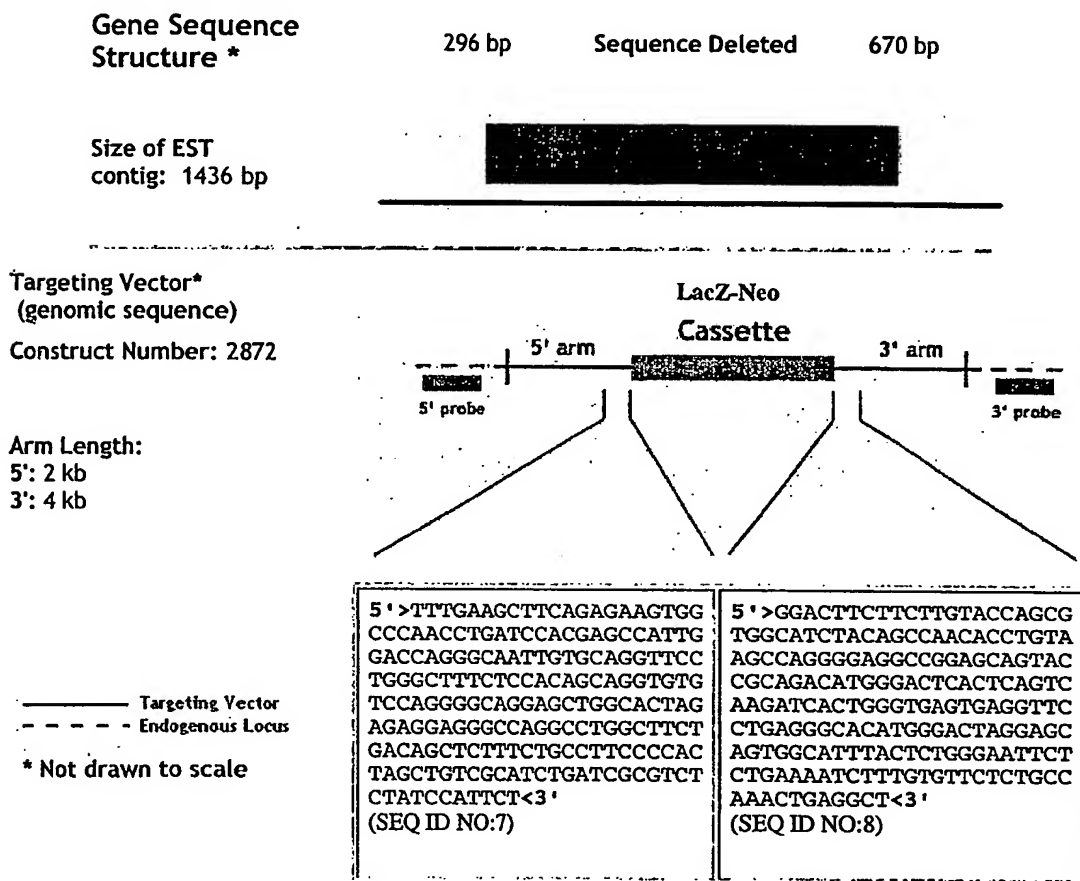 Gene Sequence
Structure *
296 bp Sequence Deleted 670 bp
Size of EST
contig: 1436 bp
Targeting Vector*
(genomic sequence)
Construct Number: 2872
LacZ-Neo
Cassette
5' arm
3' arm
5' probe
3' probe
Arm Length:
5': 2 kb
3': 4 kb
Targeting Vector
Endogenous Locus
* Not drawn to scale
5'>TTTGAAGCTTCAGAGAAGTGG
CCCAACCTGATCCACGAGCCATTG
GACCAGGGCAATTGTGCAGGTTCC
TGGGCTTTCTCCACAGCAGGTGTG
TCCAGGGGCAGGAGCTGGCACTAG
AGAGGAGGGCCAGGCCTGGCTTCT
GACAGCTCTTTCTGCCTTCCCCAC
TAGCTGTCGCATCTGATCGCGTCT
CTATCCATTCT<3'
(SEQ ID NO:7)
5'>GGACTTCTTCTTGTACCAGCG
TGGCATCTACAGCCAACACCTGTA
AGCCAGGGGAGGCCGGAGCAGTAC
CGCAGACATGGGACTCACTCAGTC
AAGATCACTGGGTGAGTGAGGTTC
CTGAGGGCACATGGGACTAGGAGC
AGTGGCATTTACTCTGGGAATTCT
CTGAAAATCTTTGTGTTCTCTGCC
AAACTGAGGCT<3'
(SEQ ID NO:8)